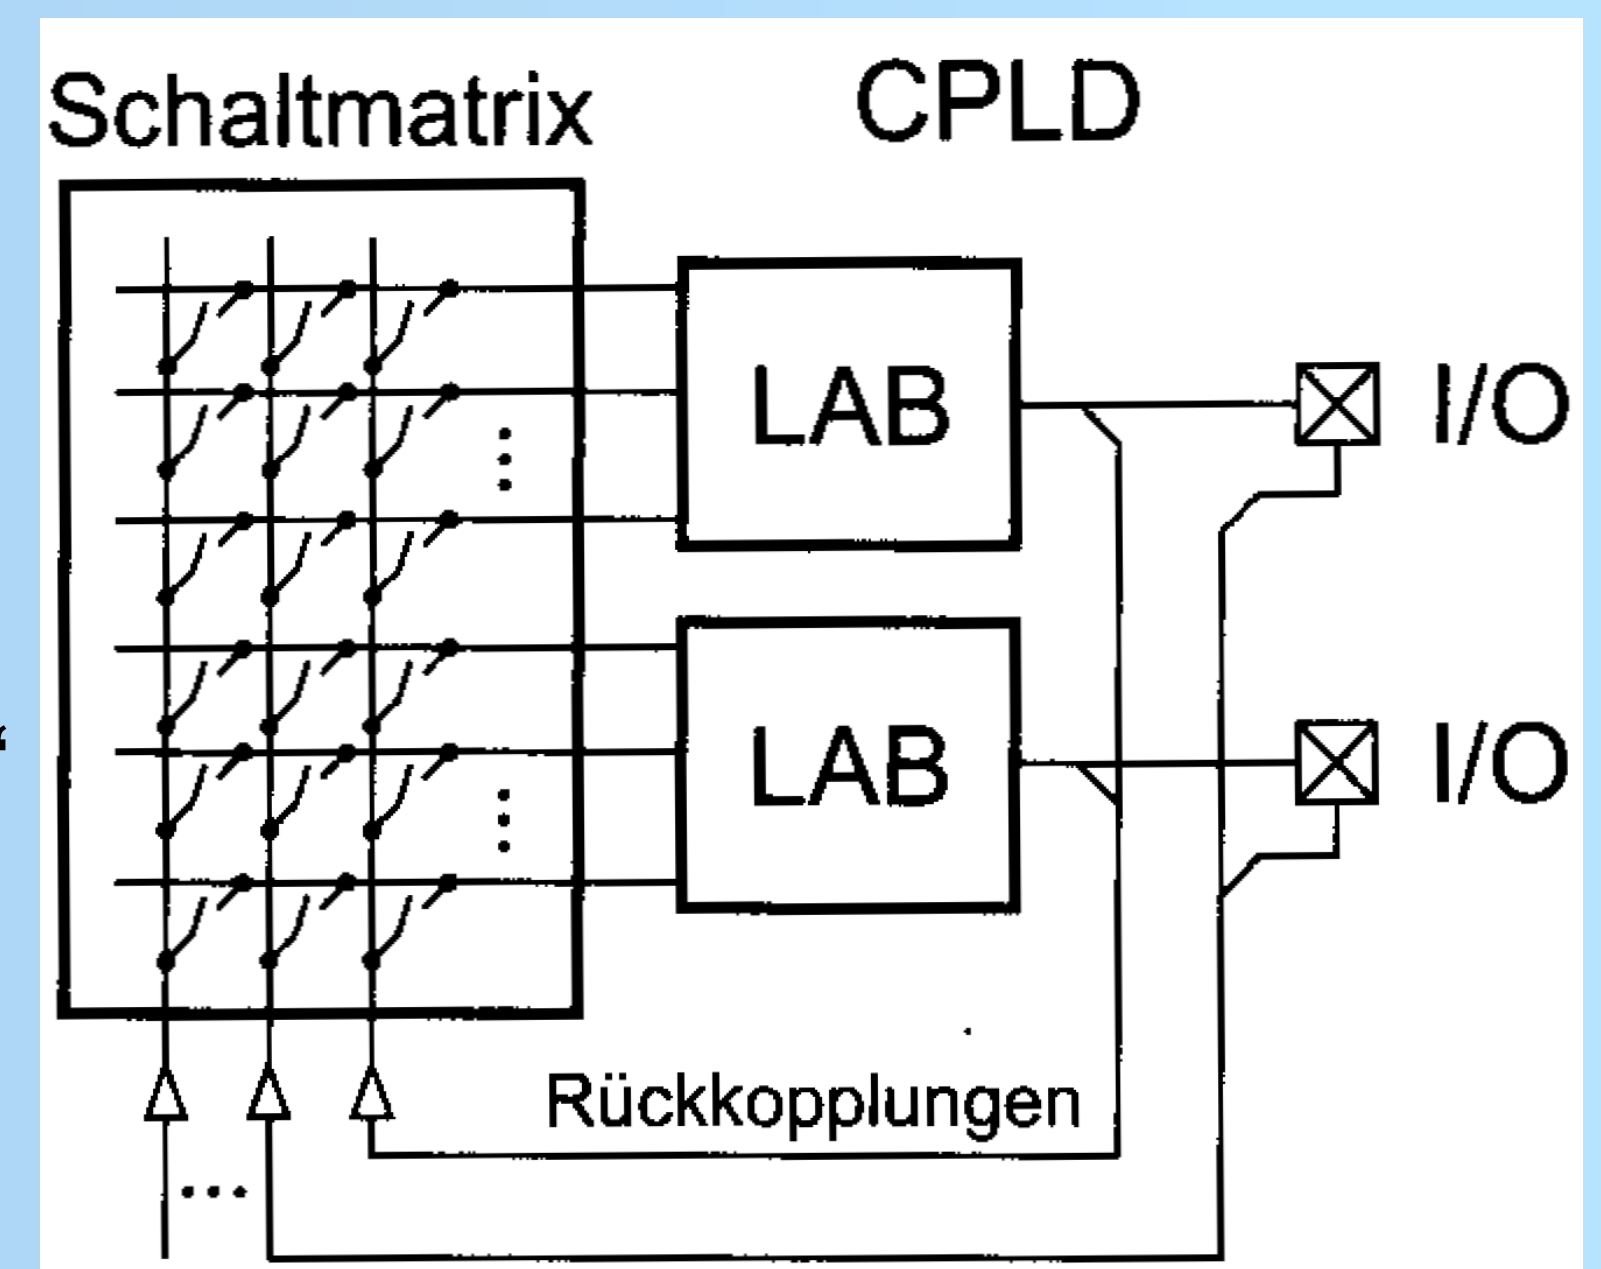 Schaltmatrix
CPLD
LAB
I/O
LAB
I/O
Rückkopplungen
“